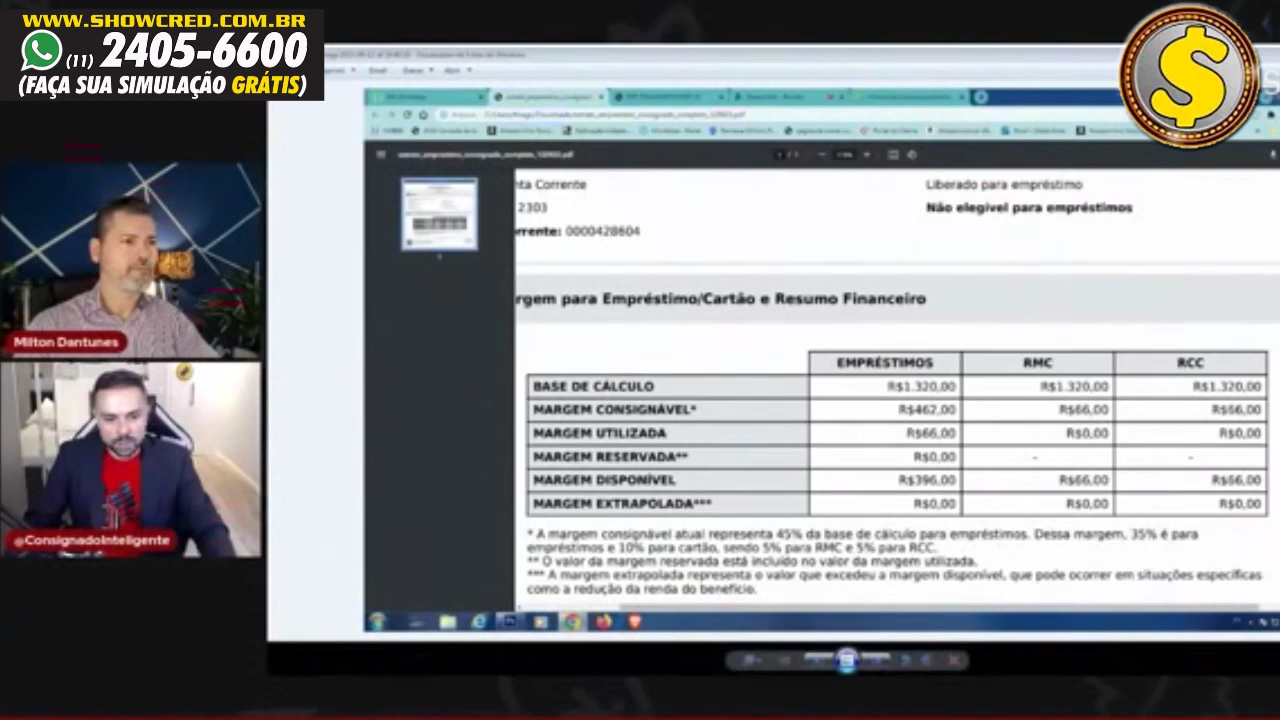 WWW.SHOWCRED.COM.BR
(11) 2405-6600
(FAÇA SUA SIMULAÇÃO GRÁTIS)
S
nta Corrente
Liberado para empréstimo
2303
Não elegível para empréstimos
rrente: 0000428604
rgem para Empréstimo/Cartão e Resumo Financeiro
EMPRÉSTIMOS RMC RCC
BASE DE CÁLCULO R$1.320,00 R$1.320,00 R$1.320,00
MARGEM CONSIGNÁVEL* R$462,00 R$66,00 R$66,00
MARGEM UTILIZADA R$66,00 R$0,00 R$0,00
MARGEM RESERVADA** R$0,00 - -
MARGEM DISPONÍVEL R$396,00 R$66,00 R$66,00
MARGEM EXTRAPOLADA*** R$0,00 R$0,00 R$0,00
* A margem consignável atual representa 45% da base de cálculo para empréstimos. Dessa margem, 35% é para
empréstimos e 10% para cartão, sendo 5% para RMC e 5% para RCC.
** O valor da margem reservada está incluído no valor da margem utilizada.
*** A margem extrapolada representa o valor que excedeu a margem disponível, que pode ocorrer em situações específicas
como a redução da renda do benefício.
Milton Dantunes
@ConsignadoInteligente